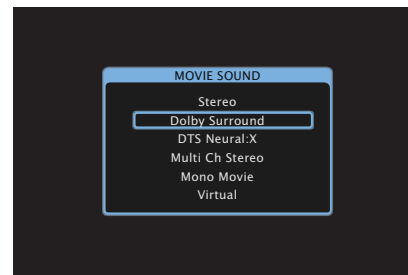 MOVIE SOUND
Stereo
Dolby Surround
DTS Neural:X
Multi Ch Stereo
Mono Movie
Virtual